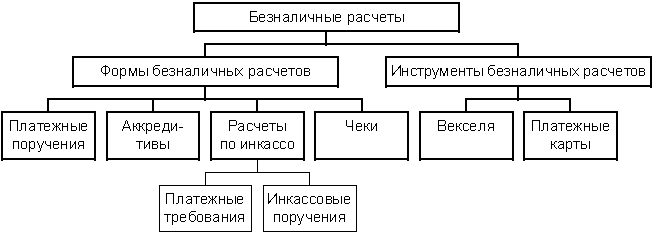 Безналичные расчеты
Формы безналичных расчетов
Инструменты безналичных расчетов
Платежные
поручения
Аккреди-
тивы
Расчеты
по инкассо
Чеки
Векселя
Платежные
карты
Платежные
требования
Инкассовые
поручения